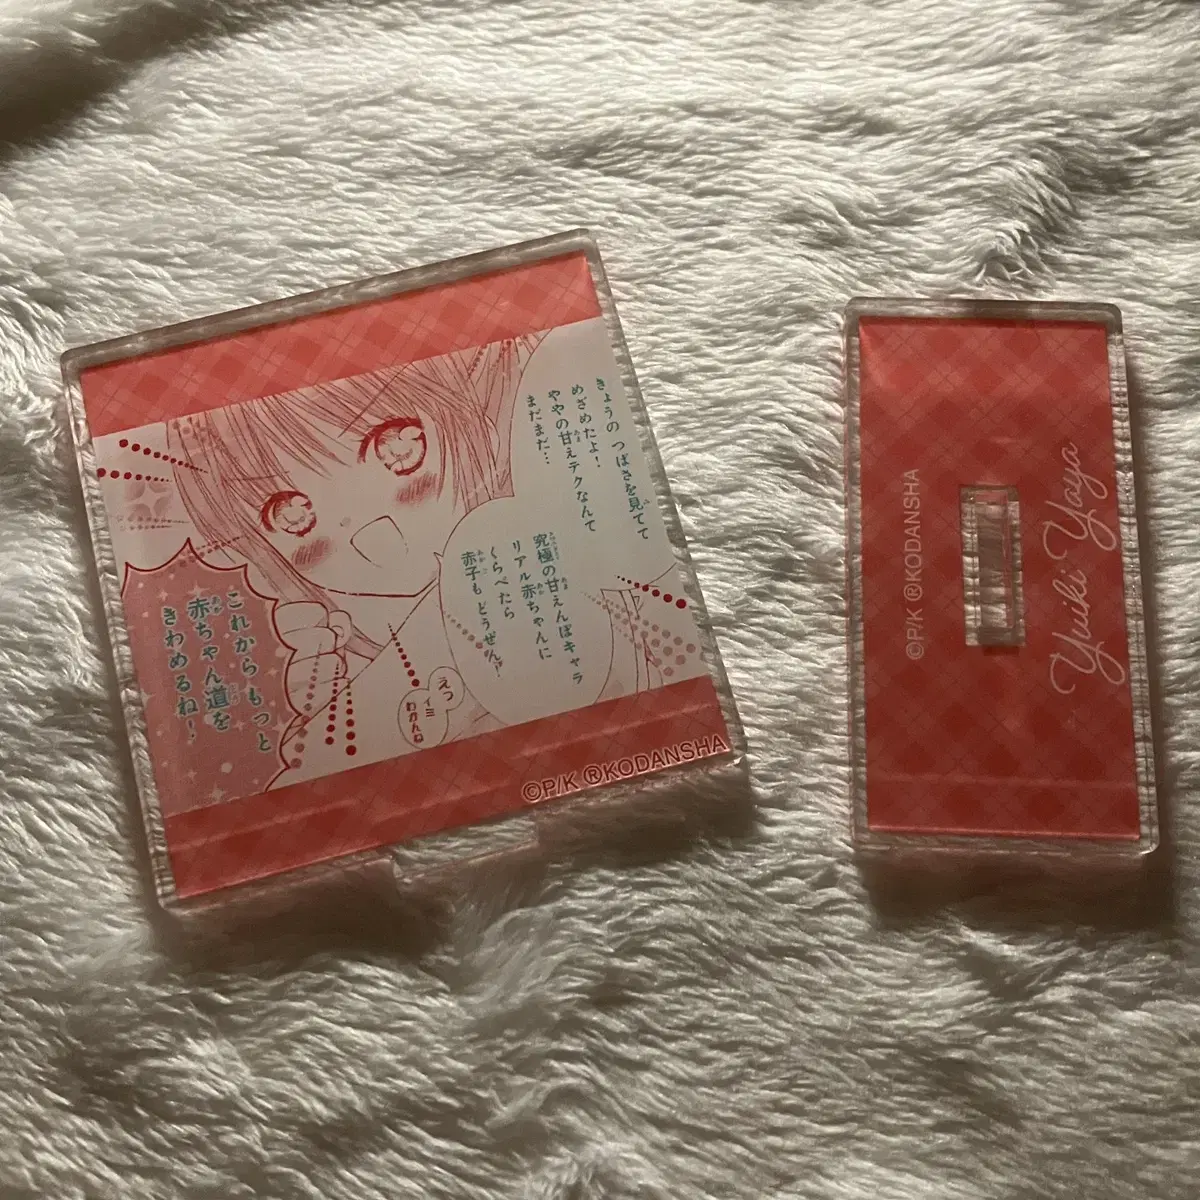 きょうの つばさを見てて
めざめたよ!
ややの甘えテクなんて
まだまだ…
究極の甘えんぼキャラ
リアル赤ちゃんに
くらべたら
赤子も どうぜん!
えっ
イミ
わかんね
これからもっと
赤ちゃん道を
きわめるね!
©P/K ®KODANSHA
©P/K ®KODANSHA
Yuiki Yaya